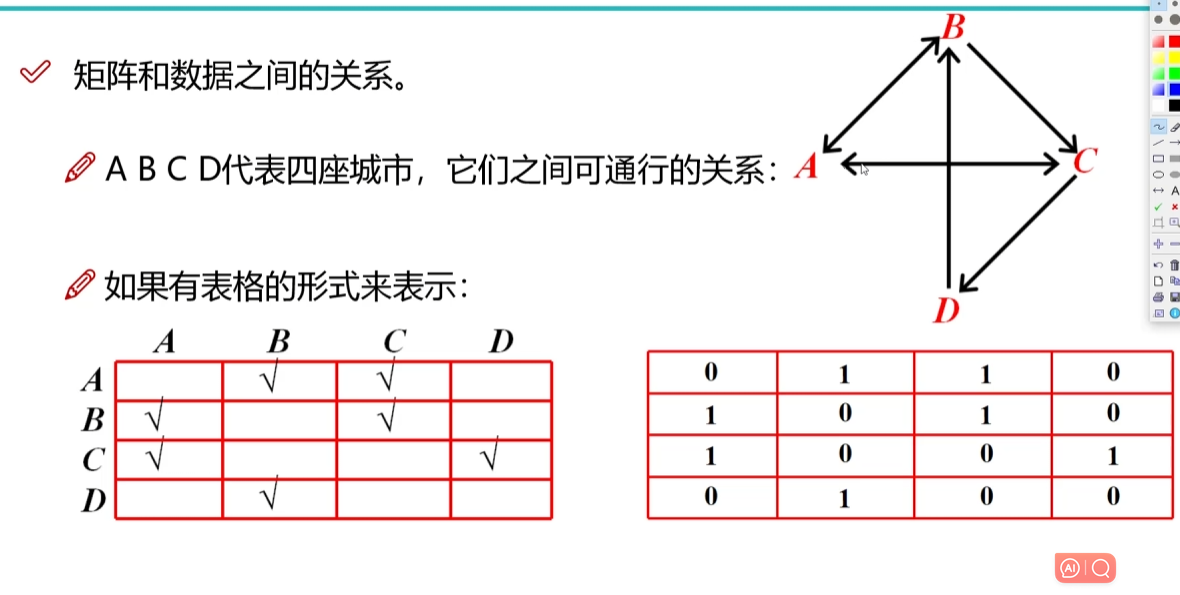 B
矩阵和数据之间的关系。
A B C D代表四座城市，它们之间可通行的关系：
A
C
如果有表格的形式来表示：
D
A B C D
A √ √
B √ √
C √ √
D √
0 1 1 0
1 0 1 0
1 0 0 1
0 1 0 0
A
AI